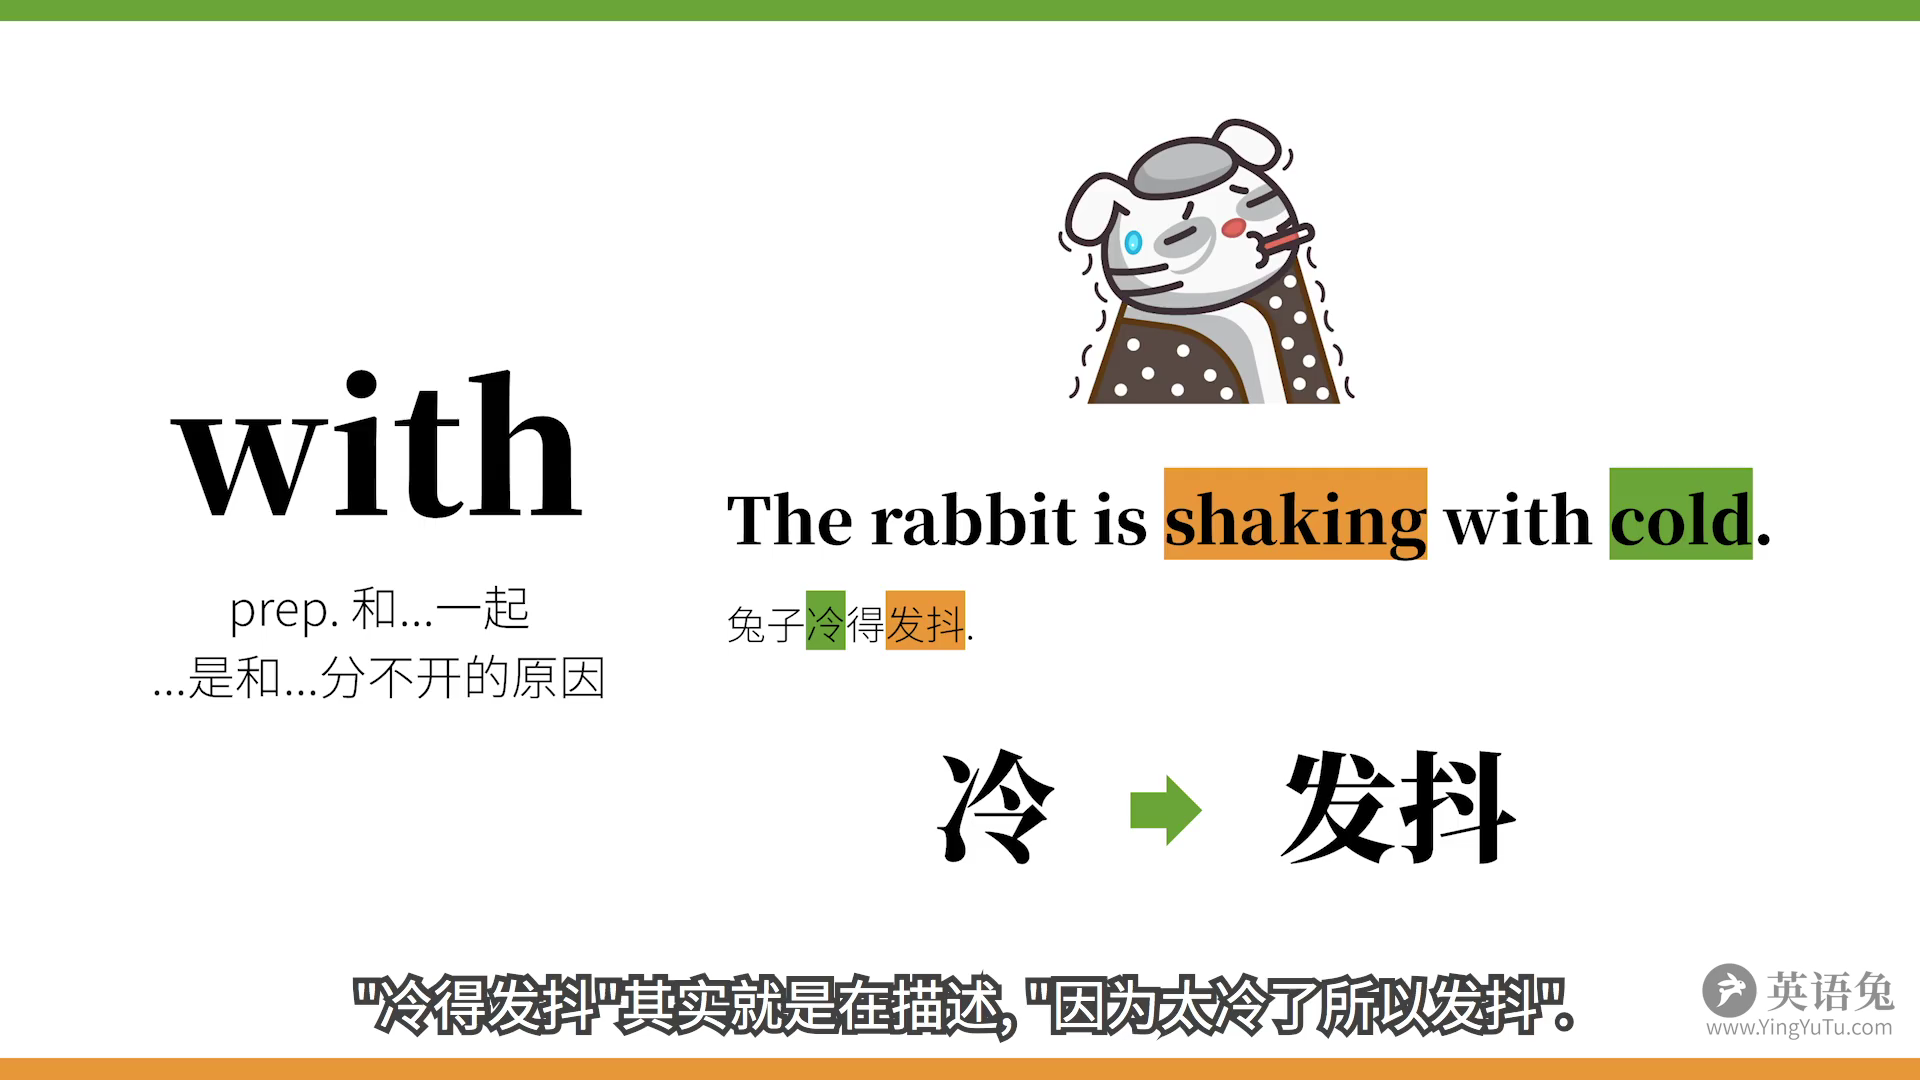 with
prep. 和...一起
...是和...分不开的原因
The rabbit is shaking with cold.
兔子冷得发抖.
冷
发抖
"冷得发抖"其实就是在描述, "因为太冷了所以发抖".
英语兔
www.YingYuTu.com